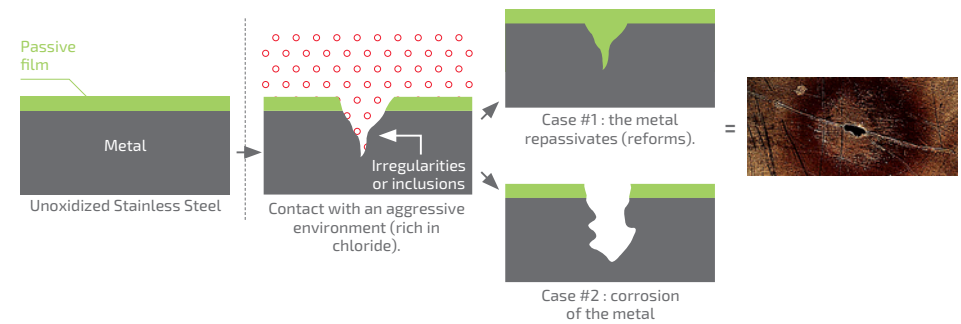 Passive
film
Metal
Unoxidized Stainless Steel
Irregularities
or inclusions
Contact with an aggressive
environment (rich in
chloride).
Case #1 : the metal
repassivates (reforms).
=
Case #2 : corrosion
of the metal